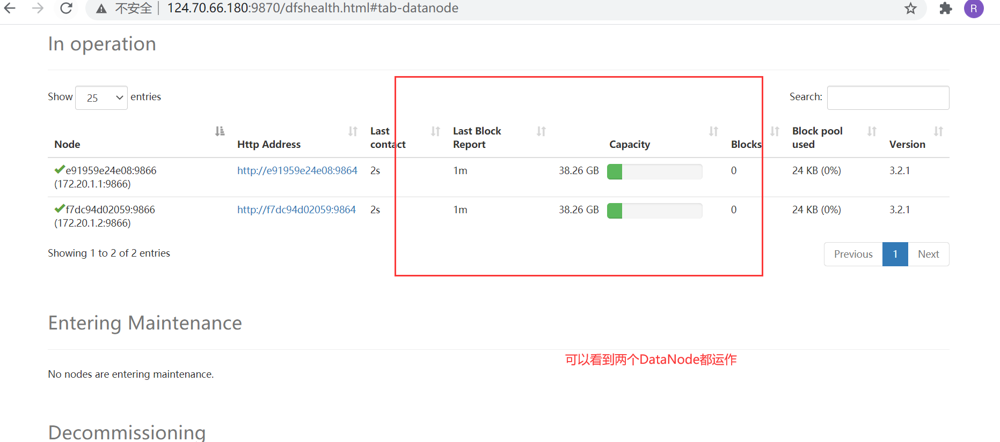 不安全 | 124.70.66.180:9870/dfshealth.html#tab-datanode
R
In operation
Show 25 entries
Search:
Node Http Address Last contact Last Block Report Capacity Blocks Block pool used Version
e91959e24e08:9866 http://e91959e24e08:9864 2s 1m 38.26 GB 0 24 KB (0%) 3.2.1
(172.20.1.1:9866)
f7dc94d02059:9866 http://f7dc94d02059:9864 2s 1m 38.26 GB 0 24 KB (0%) 3.2.1
(172.20.1.2:9866)
Showing 1 to 2 of 2 entries
Previous 1 Next
Entering Maintenance
可以看到两个DataNode都运作
No nodes are entering maintenance.
Decommissioning